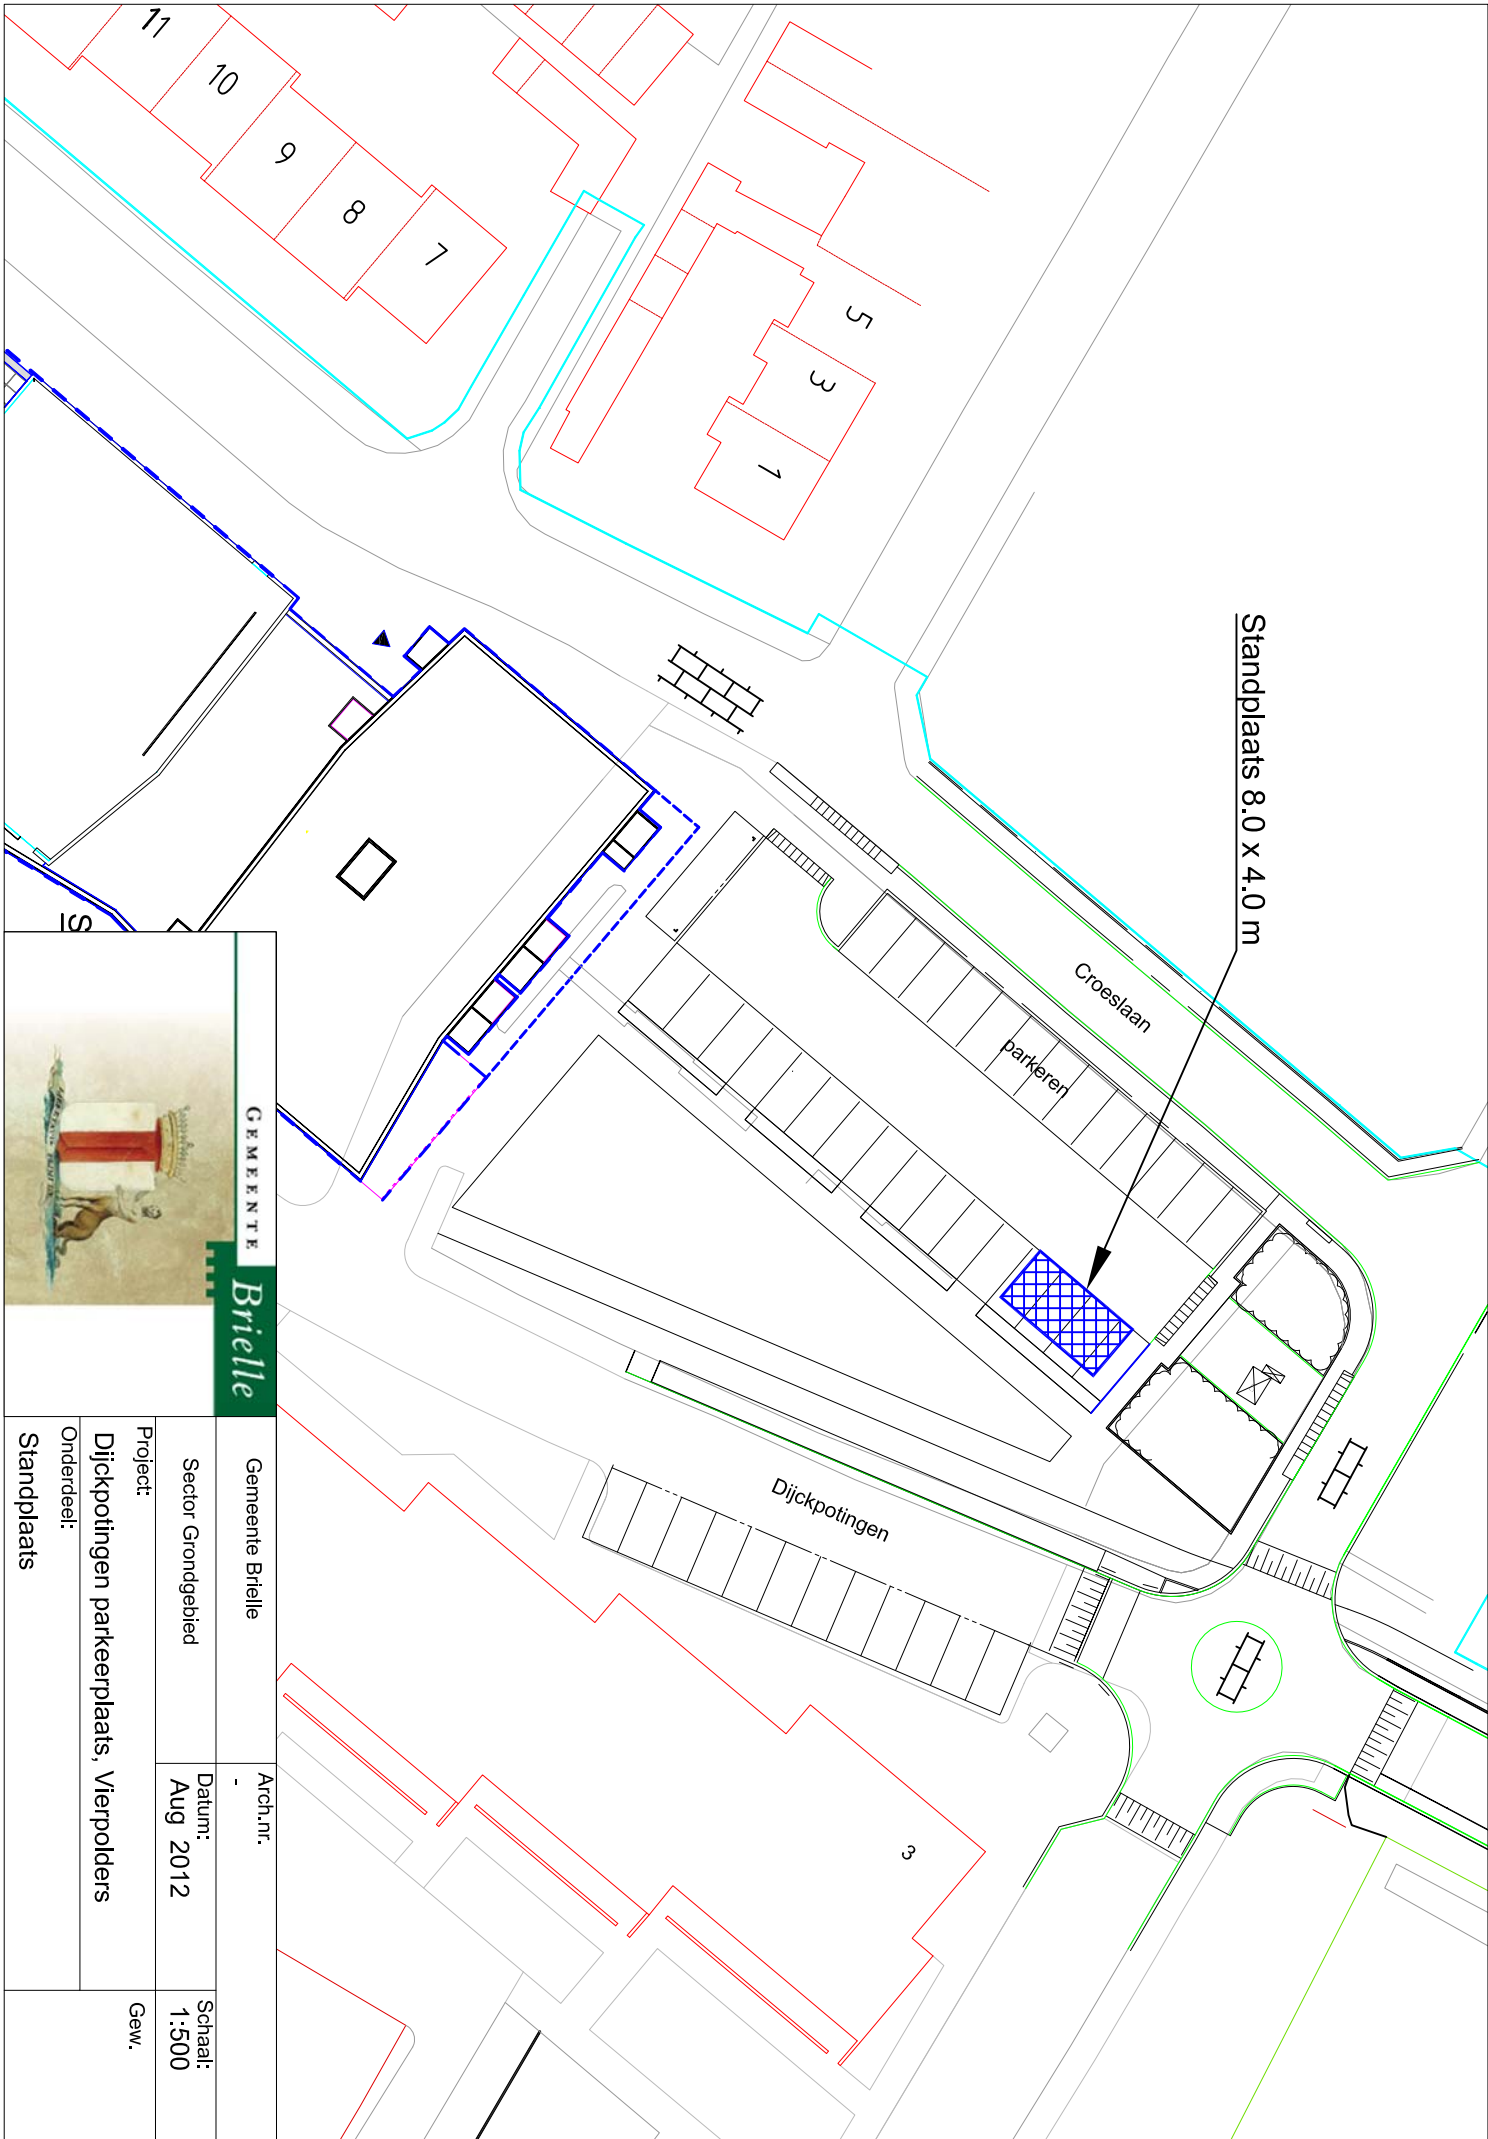 11
10
9
8
7
5
3
1
Standplaats 8.0 x 4.0 m
Croeslaan
parkeren
Dijckpotingen
3
S
GEMEENTE
Brielle
Gemeente Brielle
Arch.nr.
-
Sector Grondgebied
Datum:
Aug 2012
Schaal:
1:500
Project:
Dijckpotingen parkeerplaats, Vierpolders
Gew.
Onderdeel:
Standplaats